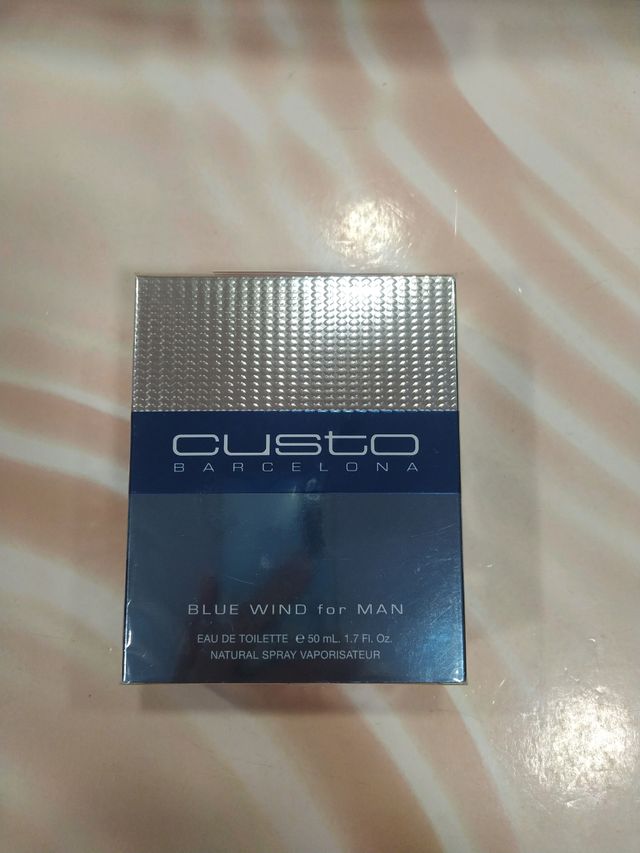 custo
BARCELONA
BLUE WIND for MAN
EAU DE TOILETTE ℮ 50 mL. 1.7 Fl. Oz.
NATURAL SPRAY VAPORISATEUR